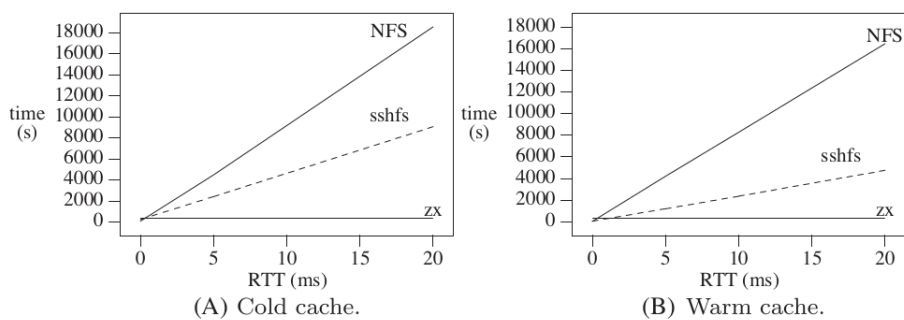 18000
16000
14000
12000
10000
8000
6000
4000
2000
0
time
(s)
NFS
sshfs
zx
0 5 10 15 20
RTT (ms)
(A) Cold cache.
18000
16000
14000
12000
10000
8000
6000
4000
2000
0
time
(s)
NFS
sshfs
zx
0 5 10 15 20
RTT (ms)
(B) Warm cache.